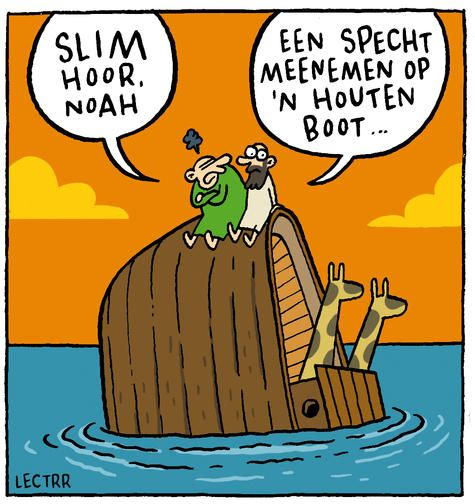 SLIM
HOOR,
NOAH
EEN SPECHT
MEENEMEN OP
'N HOUTEN
BOOT...
LECTRR